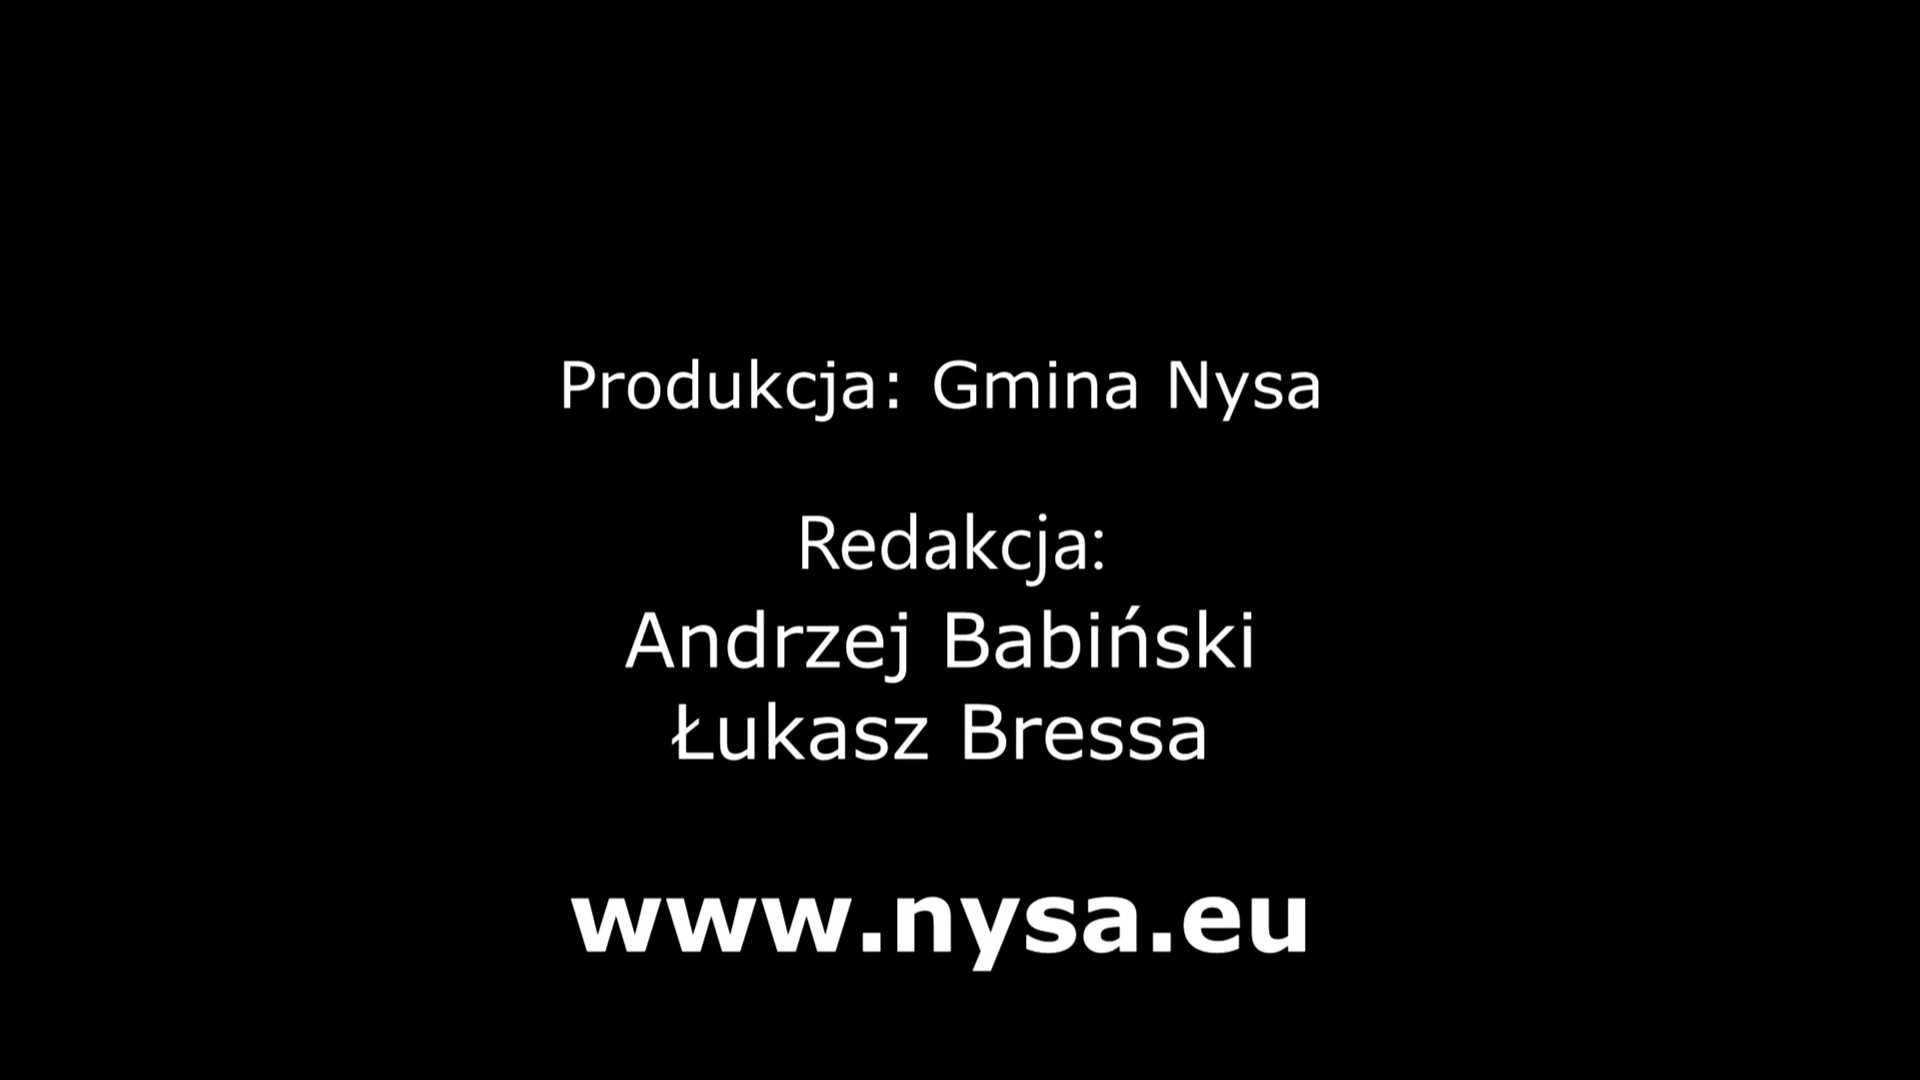 Produkcja: Gmina Nysa
Redakcja:
Andrzej Babiński
Łukasz Bressa
www.nysa.eu